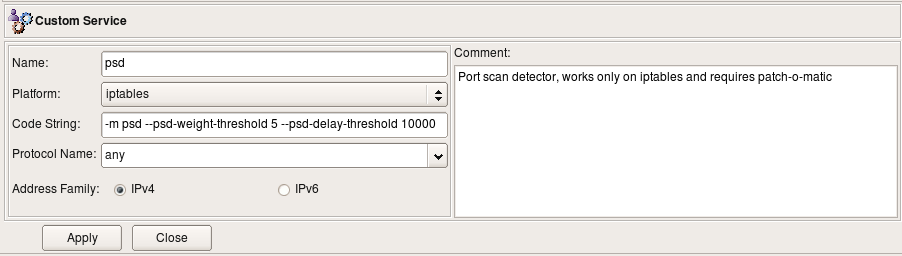 Custom Service
Name: psd
Platform: iptables
Code String: -m psd --psd-weight-threshold 5 --psd-delay-threshold 10000
Protocol Name: any
Address Family: IPv4 IPv6
Comment:
Port scan detector, works only on iptables and requires patch-o-matic
Apply Close